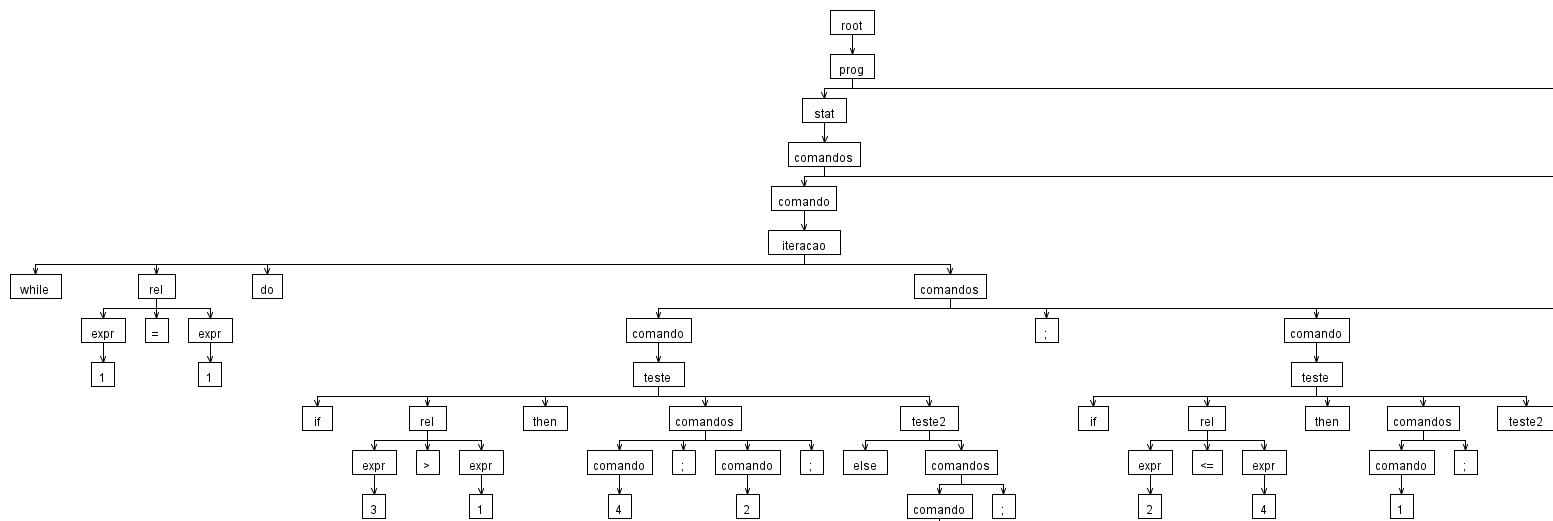 root
prog
stat
comandos
comando
iteracao
while rel do comandos
expr = expr comando ; comando
1 1 teste teste
if rel then comandos teste2 if rel then comandos teste2
expr > expr comando ; comando ; else comandos expr <= expr comando ;
3 1 4 2 comando ; 2 4 1